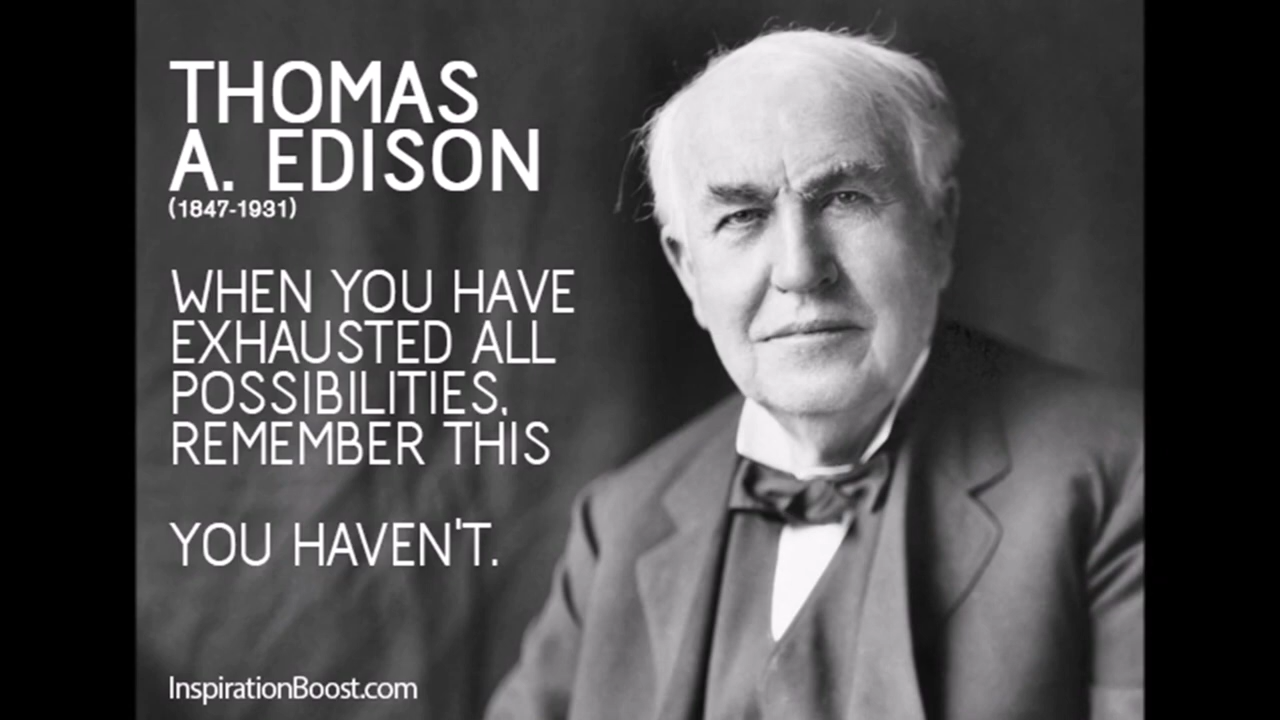 THOMAS
A. EDISON
(1847-1931)
WHEN YOU HAVE
EXHAUSTED ALL
POSSIBILITIES,
REMEMBER THIS
YOU HAVEN'T.
InspirationBoost.com